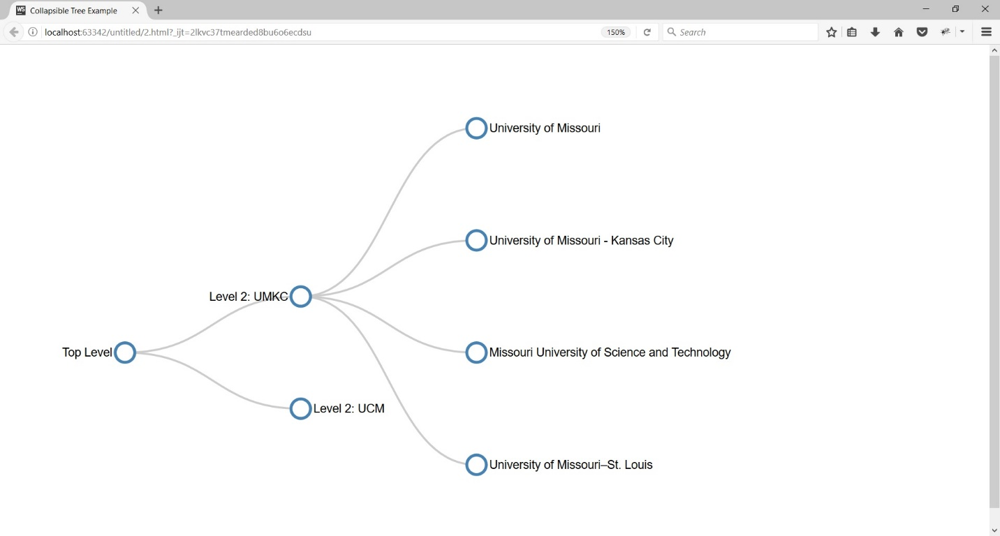 WS Collapsible Tree Example
localhost:63342/untitled/2.html?_ijt=2lkvc37tmearded8bu6o6ecdsu 150% Search
University of Missouri
University of Missouri - Kansas City
Level 2: UMKC
Top Level
Missouri University of Science and Technology
Level 2: UCM
University of Missouri–St. Louis